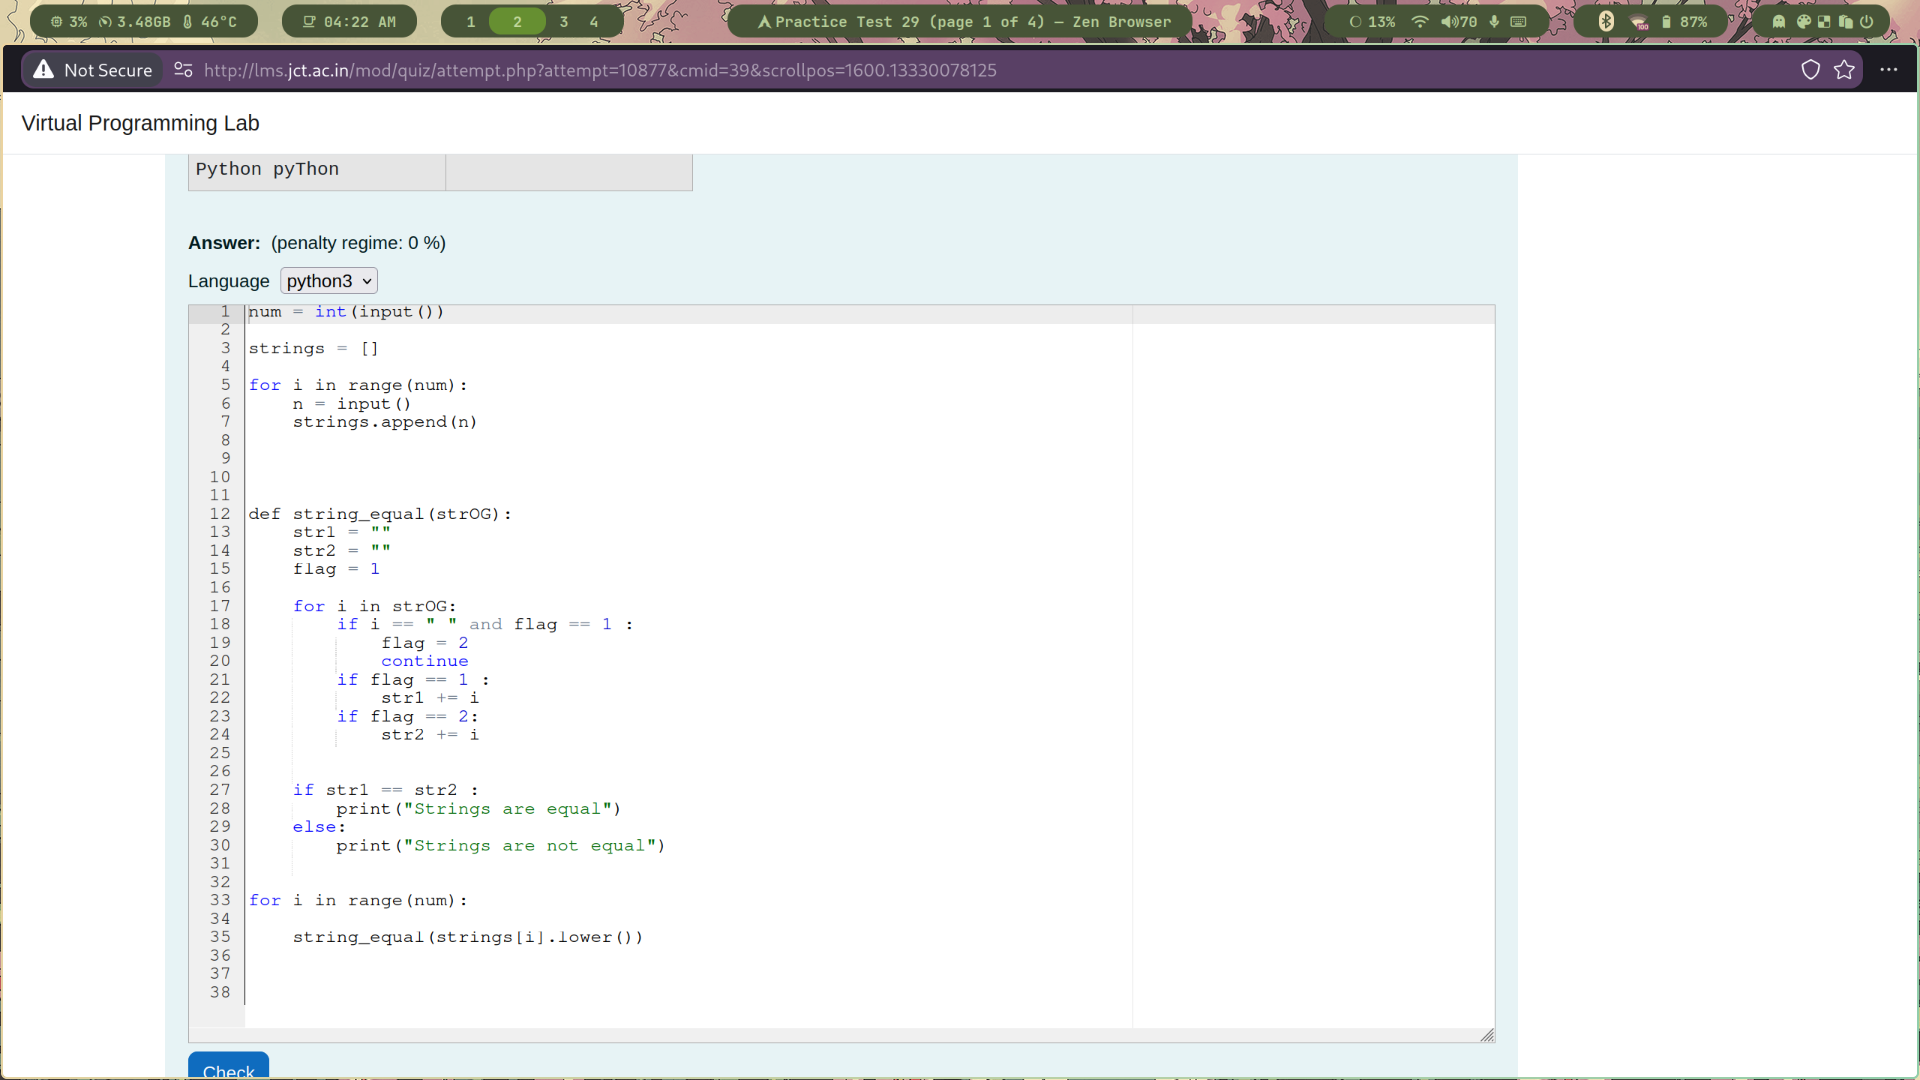 3% 3.48GB 46°C 04:22 AM 1 2 3 4 Practice Test 29 (page 1 of 4) — Zen Browser 13% 70 100 87%
Not Secure http://lms.jct.ac.in/mod/quiz/attempt.php?attempt=10877&cmid=39&scrollpos=1600.13330078125
Virtual Programming Lab
Python pyThon
Answer: (penalty regime: 0 %)
Language python3
1 num = int(input())
2
3 strings = []
4
5 for i in range(num):
6     n = input()
7     strings.append(n)
8
9
10
11
12 def string_equal(strOG):
13     str1 = ""
14     str2 = ""
15     flag = 1
16
17     for i in strOG:
18         if i == " " and flag == 1 :
19             flag = 2
20             continue
21         if flag == 1 :
22             str1 += i
23         if flag == 2:
24             str2 += i
25
26
27     if str1 == str2 :
28         print("Strings are equal")
29     else:
30         print("Strings are not equal")
31
32
33 for i in range(num):
34
35     string_equal(strings[i].lower())
36
37
38
Check